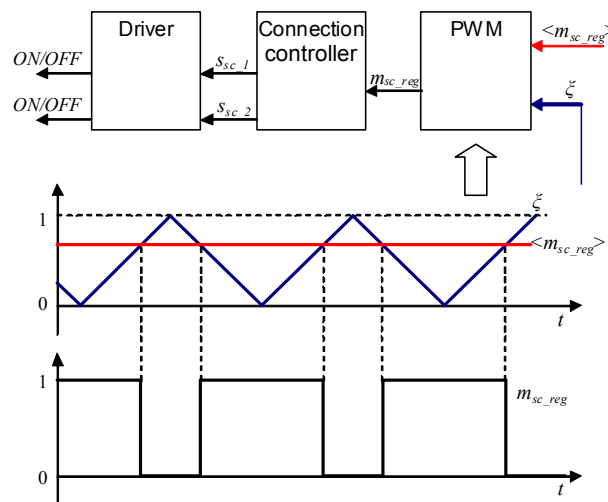 Driver
Connection
controller
PWM
<m_sc_reg>
ON/OFF
s_sc_1
m_sc_reg
ξ
ON/OFF
s_sc_2
ξ
1
<m_sc_reg>
0
t
1
m_sc_reg
0
t